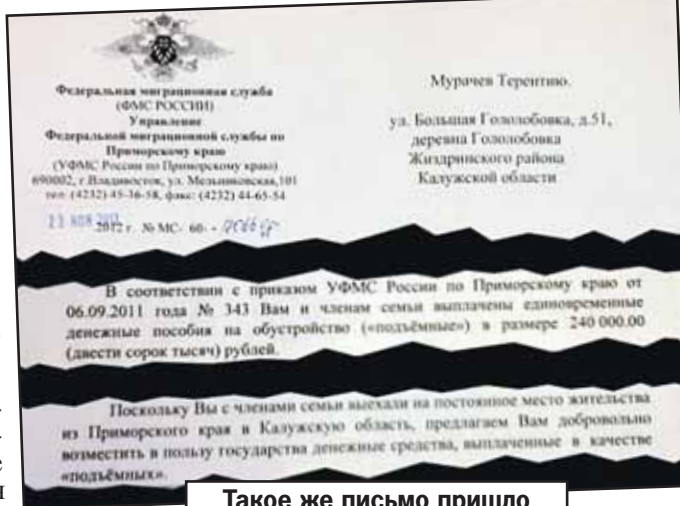 Федеральная миграционная служба
(ФМС РОССИИ)
Управление
Федеральной миграционной службы по
Приморскому краю
(УФМС России по Приморскому краю)
690002, г.Владивосток, ул. Мельниковская,101
тел: (4232) 45-36-58, факс: (4232) 44-65-54
2012 г. № МС- 60- -
Мурачев Терентию.
ул. Большая Гозолобовка, д.51,
деревна Гозолобовка
Жиздринского района
Калужской области
В соответствии с приказом УФМС России по Приморскому краю от
06.09.2011 года № 343 Вам и членам семьи выплачены единовременные
денежные пособия на обустройство («подъёмные») в размере 240 000.00
(двести сорок тысяч) рублей.
Поскольку Вы с членами семьи выехали на постоянное место жительства
из Приморского края в Калужскую область, предлагаем Вам добровольно
возместить в пользу государства денежные средства, выплаченные в качестве
«подъёмных».
Такое же письмо пришло